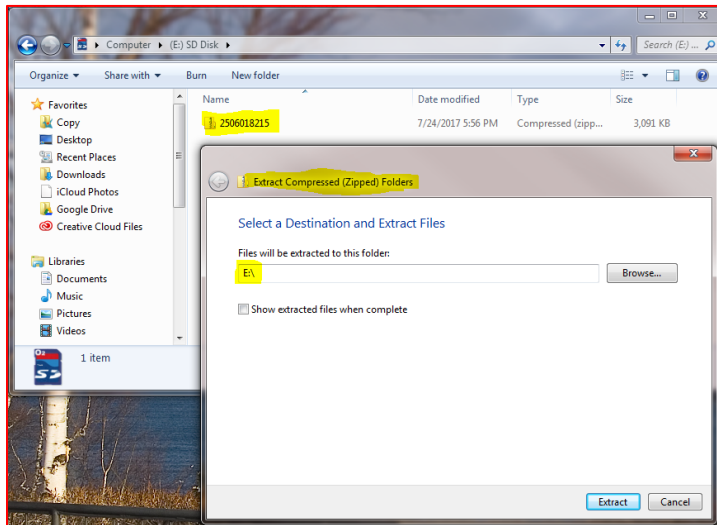 Computer (E:) SD Disk
Search (E:) ...
Organize Share with Burn New folder
Name Date modified Type Size
2506018215 7/24/2017 5:56 PM Compressed (zipp... 3,091 KB
Favorites
Copy
Desktop
Recent Places
Downloads
iCloud Photos
Google Drive
Creative Cloud Files
Libraries
Documents
Music
Pictures
Videos
1 item
O2
SD
Extract Compressed (Zipped) Folders
Select a Destination and Extract Files
Files will be extracted to this folder:
E:\
Browse...
Show extracted files when complete
Extract Cancel